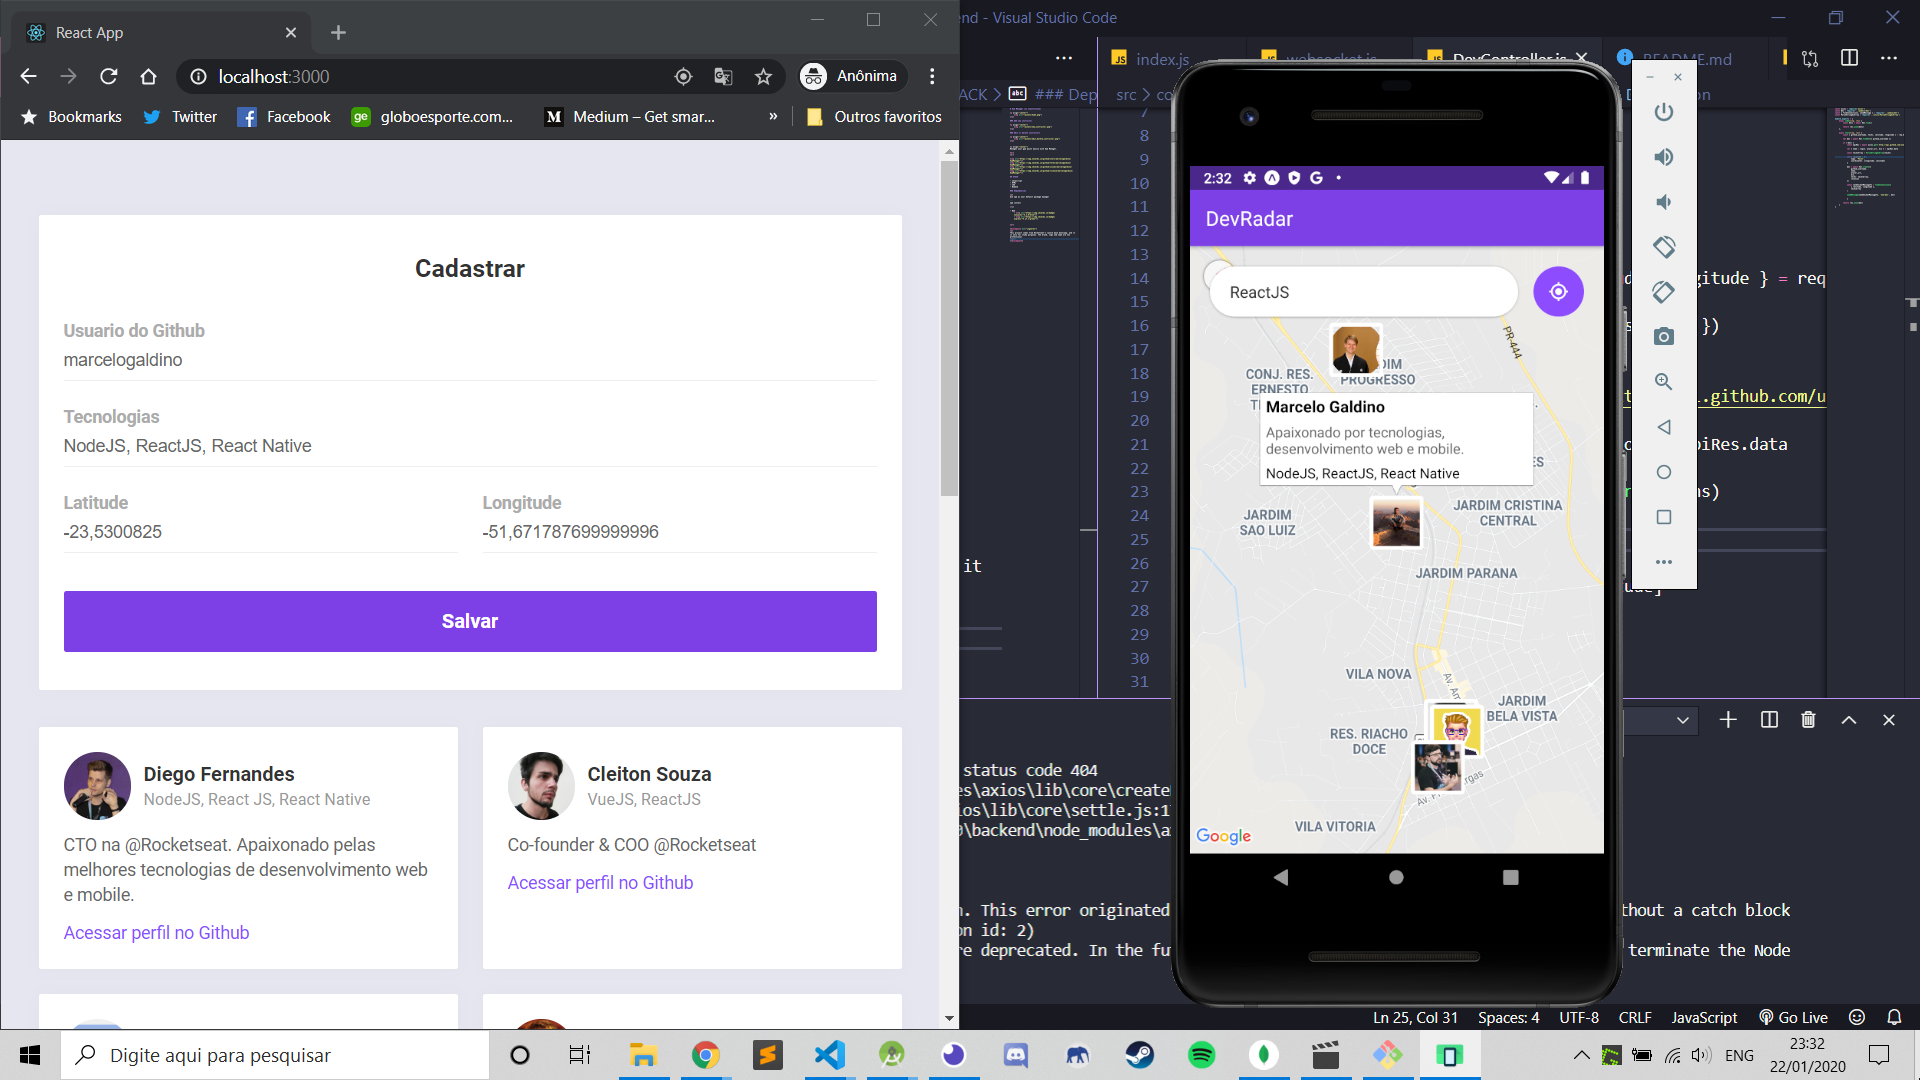 React App
localhost:3000
Anônima
Bookmarks
Twitter
Facebook
globoesporte.com...
Medium – Get smar...
»
Outros favoritos
Cadastrar
Usuario do Github
marcelogaldino
Tecnologias
NodeJS, ReactJS, React Native
Latitude
Longitude
-23,5300825
-51,671787699999996
Salvar
Diego Fernandes
NodeJS, React JS, React Native
CTO na @Rocketseat. Apaixonado pelas
melhores tecnologias de desenvolvimento web
e mobile.
Acessar perfil no Github
Cleiton Souza
VueJS, ReactJS
Co-founder & COO @Rocketseat
Acessar perfil no Github
end - Visual Studio Code
index.js
websocket.js
DevController.js
README.md
ACK > ### Dep
src > co
7
8
9
10
11
12
13
14
15
16
17
18
19
20
21
22
23
24
25
26
27
28
29
30
31
gitude } = req
})
.github.com/u
piRes.data
it
2:32
DevRadar
ReactJS
PR-444
CONJ. RES.
ERNESTO
PROGRESSO
Marcelo Galdino
Apaixonado por tecnologias,
desenvolvimento web e mobile.
NodeJS, ReactJS, React Native
JARDIM
SAO LUIZ
JARDIM CRISTINA
CENTRAL
JARDIM PARANA
VILA NOVA
JARDIM
BELA VISTA
RES. RIACHO
DOCE
VILA VITORIA
Google
status code 404
es\axios\lib\core\create
ios\lib\core\settle.js:1
0\backend\node_modules\a
n. This error originated
thout a catch block
on id: 2)
re deprecated. In the fu
terminate the Node
Ln 25, Col 31
Spaces: 4
UTF-8
CRLF
JavaScript
Go Live
Digite aqui para pesquisar
ENG
23:32
22/01/2020